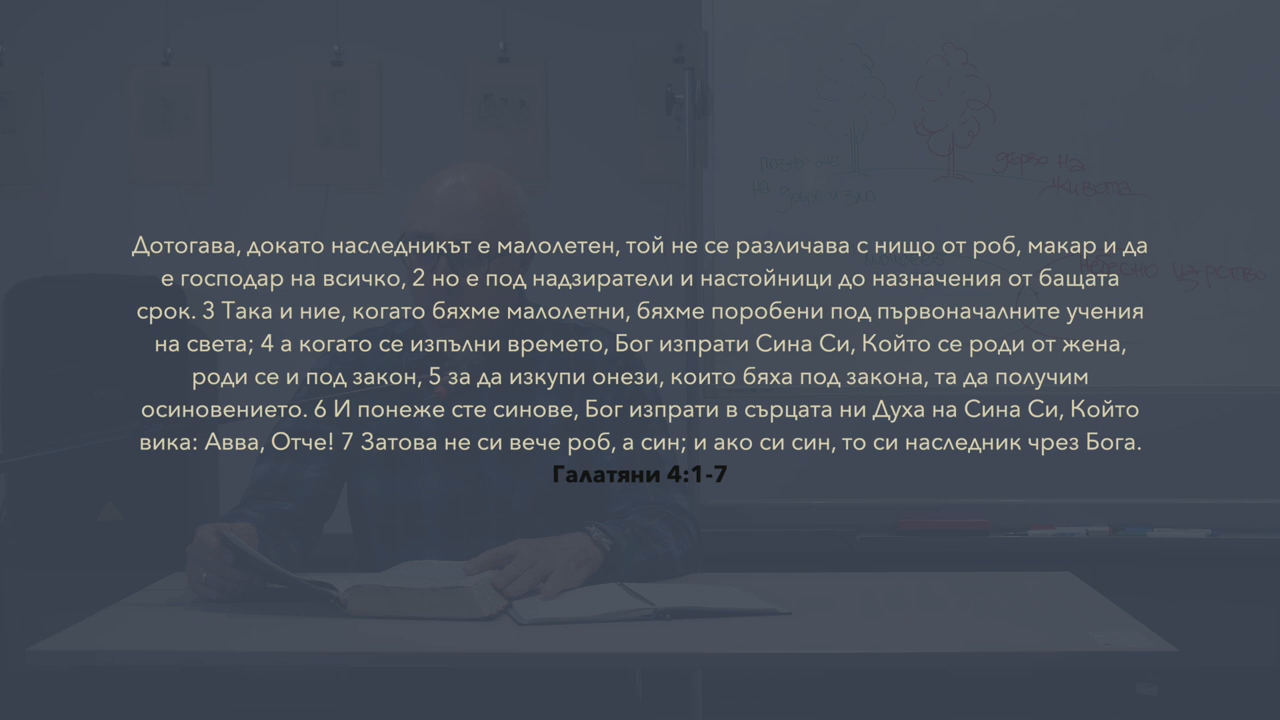 дърво на
живота
на добро и зло
небесно царство
Дотогава, докато наследникът е малолетен, той не се различава с нищо от роб, макар и да
е господар на всичко, 2 но е под надзиратели и настойници до назначения от бащата
срок. 3 Така и ние, когато бяхме малолетни, бяхме поробени под първоначалните учения
на света; 4 а когато се изпълни времето, Бог изпрати Сина Си, Който се роди от жена,
роди се и под закон, 5 за да изкупи онези, които бяха под закона, та да получим
осиновението. 6 И понеже сте синове, Бог изпрати в сърцата ни Духа на Сина Си, Който
вика: Авва, Отче! 7 Затова не си вече роб, а син; и ако си син, то си наследник чрез Бога.
Галатяни 4:1-7